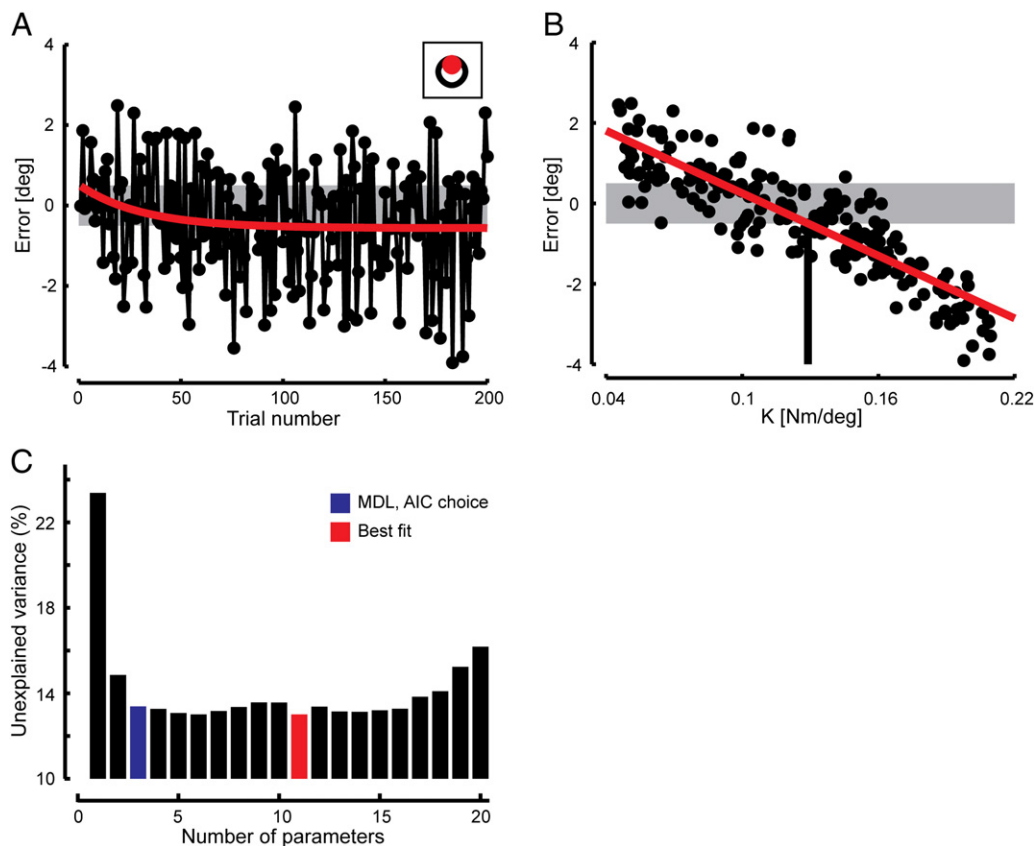 A
4
2
0
-2
-4
Error [deg]
0
50
100
150
200
Trial number
B
4
2
0
-2
-4
Error [deg]
0.04
0.1
0.16
0.22
K [Nm/deg]
C
22
18
14
10
Unexplained variance (%)
MDL, AIC choice
Best fit
0
5
10
15
20
Number of parameters